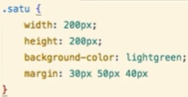 .satu {
width: 200px;
height: 200px;
background-color: lightgreen;
margin: 30px 50px 40px
}